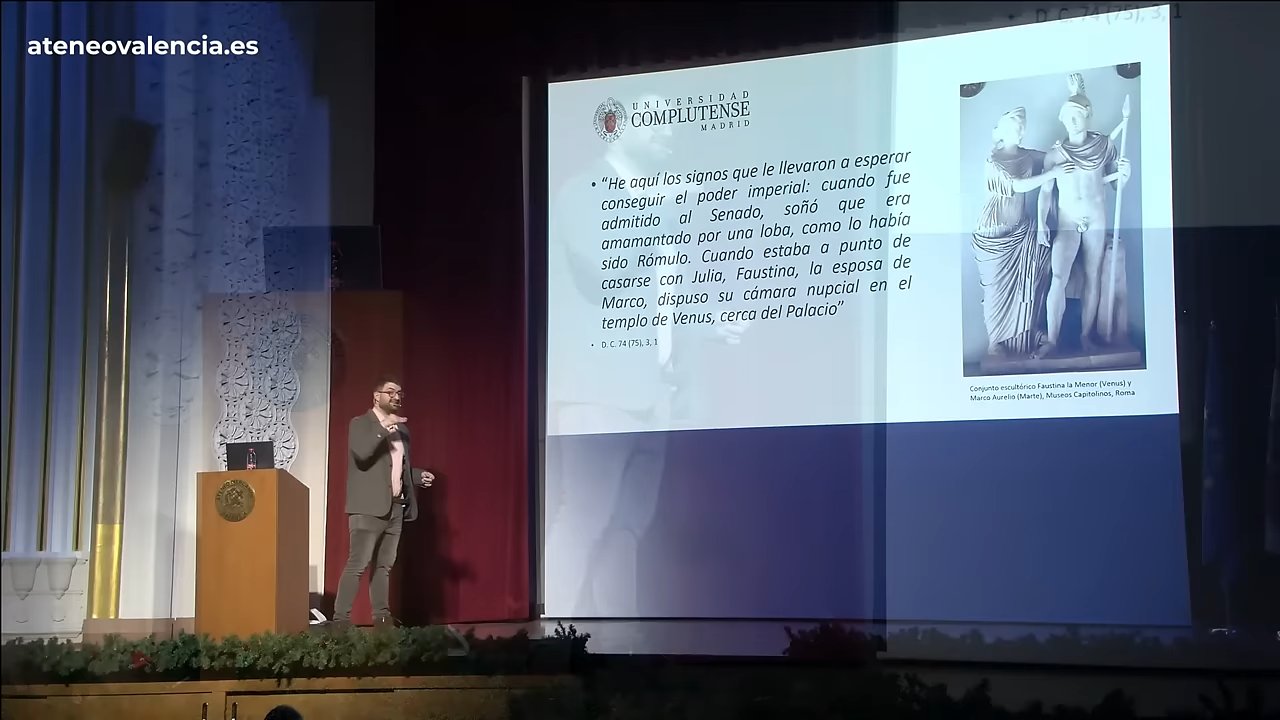 ateneovalencia.es
D. C. 74 (75), 3, 1
UNIVERSIDAD
COMPLUTENSE
MADRID
• “He aquí los signos que le llevaron a esperar
conseguir el poder imperial: cuando fue
admitido al Senado, soñó que era
amamantado por una loba, como lo había
sido Rómulo. Cuando estaba a punto de
casarse con Julia, Faustina, la esposa de
Marco, dispuso su cámara nupcial en el
templo de Venus, cerca del Palacio”
• D. C. 74 (75), 3, 1
Conjunto escultórico Faustina la Menor (Venus) y
Marco Aurelio (Marte), Museos Capitolinos, Roma